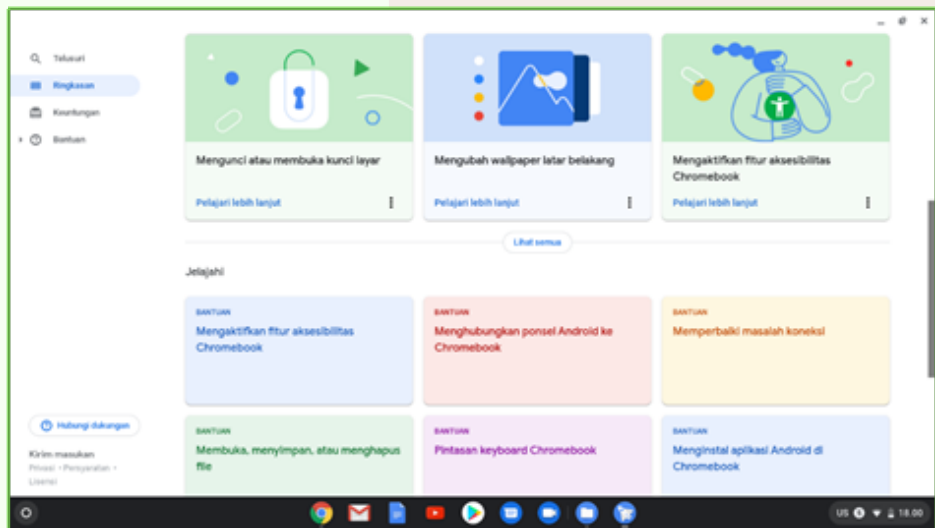 Telusuri
Ringkasan
Keuntungan
Bantuan
Mengunci atau membuka kunci layar
Pelajari lebih lanjut
Mengubah wallpaper latar belakang
Pelajari lebih lanjut
Mengaktifkan fitur aksesibilitas
Chromebook
Pelajari lebih lanjut
Lihat semua
Jelajahi
BANTUAN
Mengaktifkan fitur aksesibilitas
Chromebook
BANTUAN
Menghubungkan ponsel Android ke
Chromebook
BANTUAN
Memperbaiki masalah koneksi
BANTUAN
Membuka, menyimpan, atau menghapus
file
BANTUAN
Pintasan keyboard Chromebook
BANTUAN
Menginstal aplikasi Android di
Chromebook
Hubungi dukungan
Kirim masukan
Privasi • Persyaratan •
Lisensi
US 6 18.00